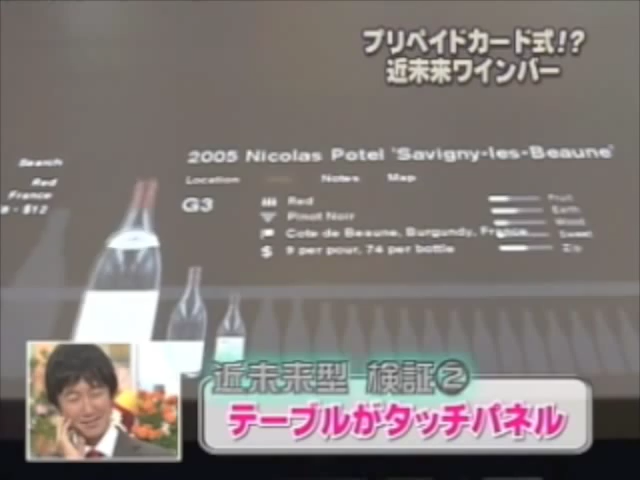 プリペイドカード式!?
近未来ワインバー
2005 Nicolas Potel 'Savigny-les-Beaune'
Search
Location
Notes
Map
Red
France
G3
Red
Pinot Noir
Cote de Beaune, Burgundy, France
$ 9 per pour, 74 per bottle
Fruit
Earth
Wood
Sweet
近未来型 検証②
テーブルがタッチパネル